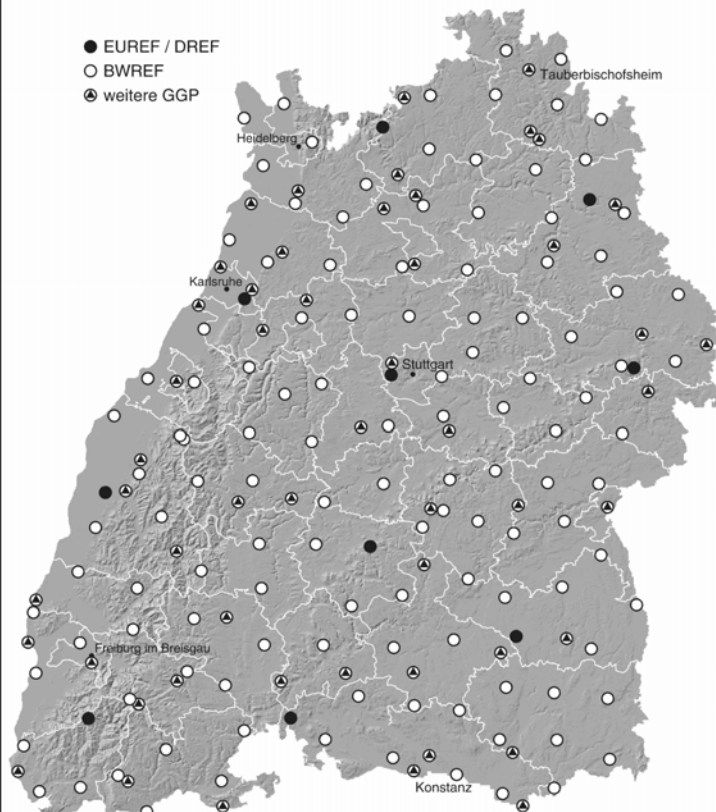 EUREF / DREF
BWREF
weitere GGP
Tauberbischofsheim
Heidelberg
Karlsruhe
Stuttgart
Freiburg im Breisgau
Konstanz